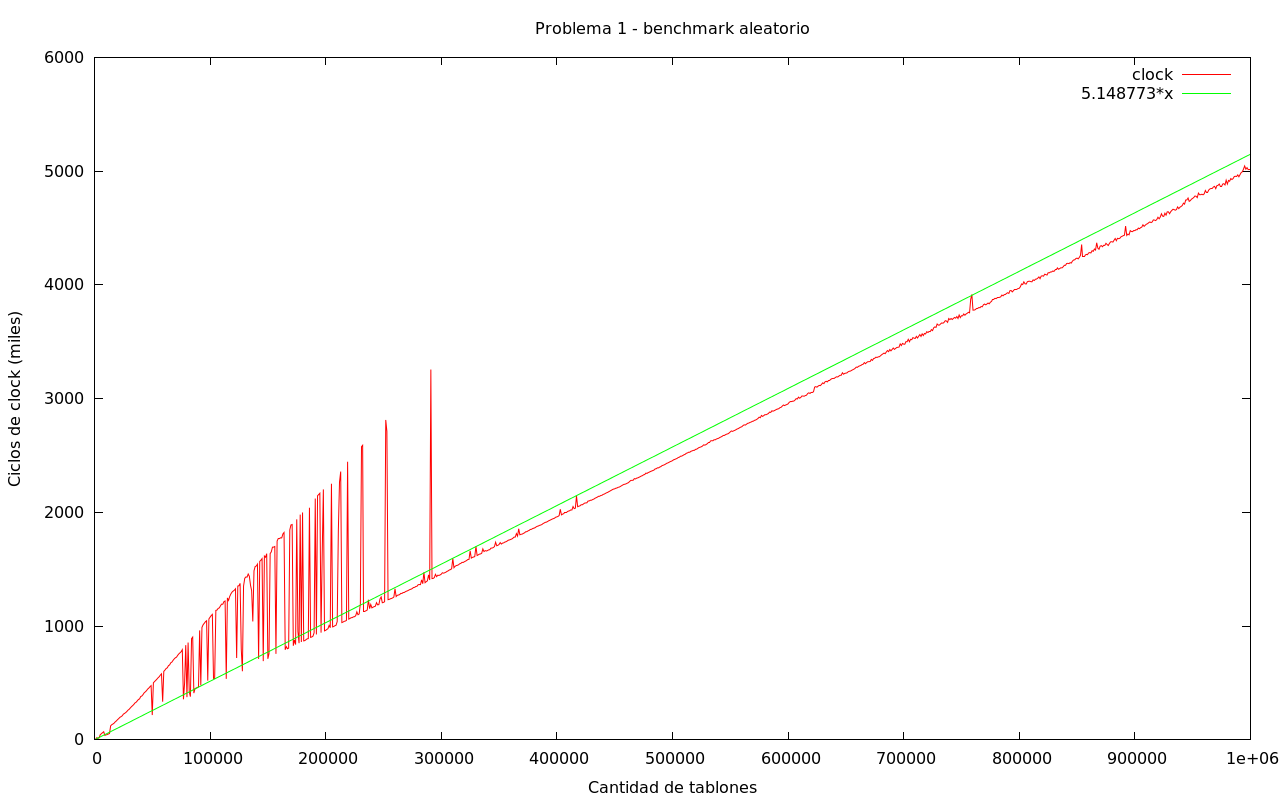 Problema 1 - benchmark aleatorio
clock
5.148773*x
6000
5000
4000
3000
2000
1000
0
Ciclos de clock (miles)
0 100000 200000 300000 400000 500000 600000 700000 800000 900000 1e+06
Cantidad de tablones